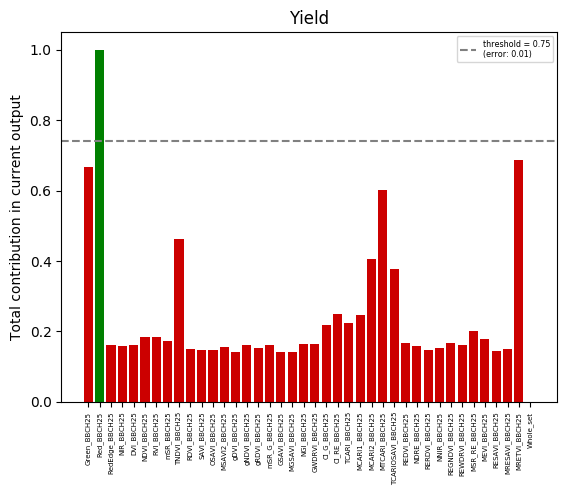 Yield
threshold = 0.75
(error: 0.01)
Total contribution in current output
1.0
0.8
0.6
0.4
0.2
0.0
Green_BBCH25
Red_BBCH25
RedEdge_BBCH25
NIR_BBCH25
DVI_BBCH25
NDVI_BBCH25
RVI_BBCH25
mSR_BBCH25
TNDVI_BBCH25
RDVI_BBCH25
SAVI_BBCH25
OSAVI_BBCH25
MSAVI2_BBCH25
gDVI_BBCH25
gNDVI_BBCH25
gRDVI_BBCH25
mSR_G_BBCH25
GSAVI_BBCH25
MGSAVI_BBCH25
NGI_BBCH25
GWDRVI_BBCH25
CI_G_BBCH25
CI_RE_BBCH25
TCARI_BBCH25
MCARI1_BBCH25
MCARI2_BBCH25
MTCARI_BBCH25
TCARIOSAVI_BBCH25
REDVI_BBCH25
NDRE_BBCH25
RERDVI_BBCH25
NNIR_BBCH25
REGNDVI_BBCH25
REWDRVI_BBCH25
MSR_RE_BBCH25
MEVI_BBCH25
RESAVI_BBCH25
MRESAVI_BBCH25
MRETVI_BBCH25
Whole_set